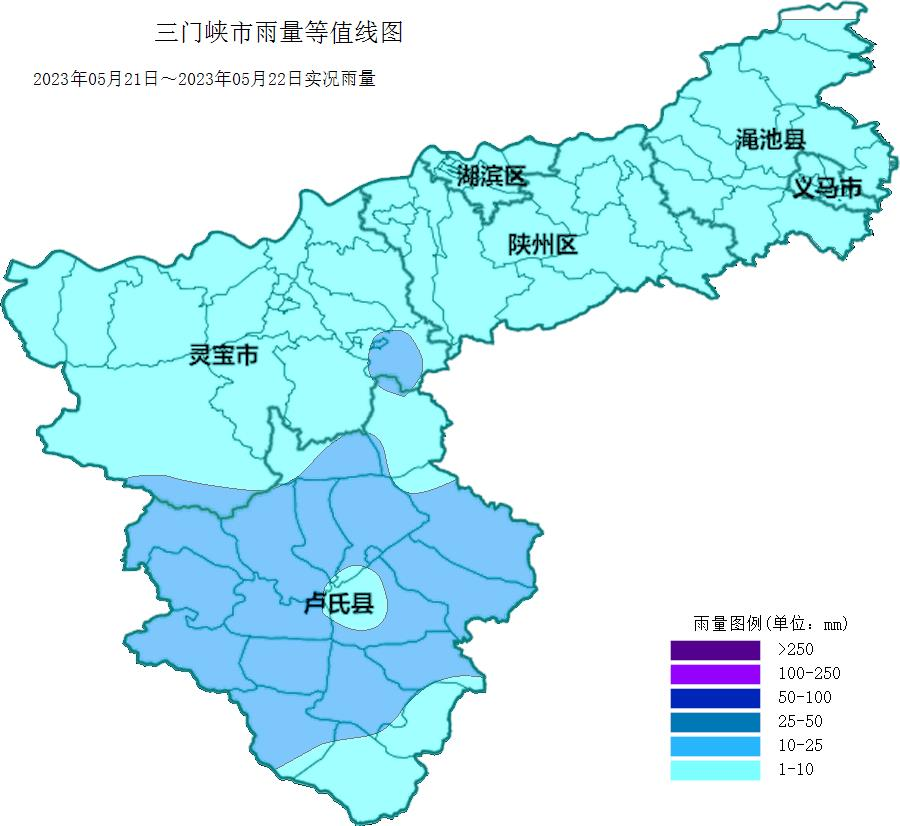 三门峡市雨量等值线图
2023年05月21日～2023年05月22日实况雨量
渑池县
湖滨区
义马市
陕州区
灵宝市
卢氏县
雨量图例(单位：mm)
>250
100-250
50-100
25-50
10-25
1-10